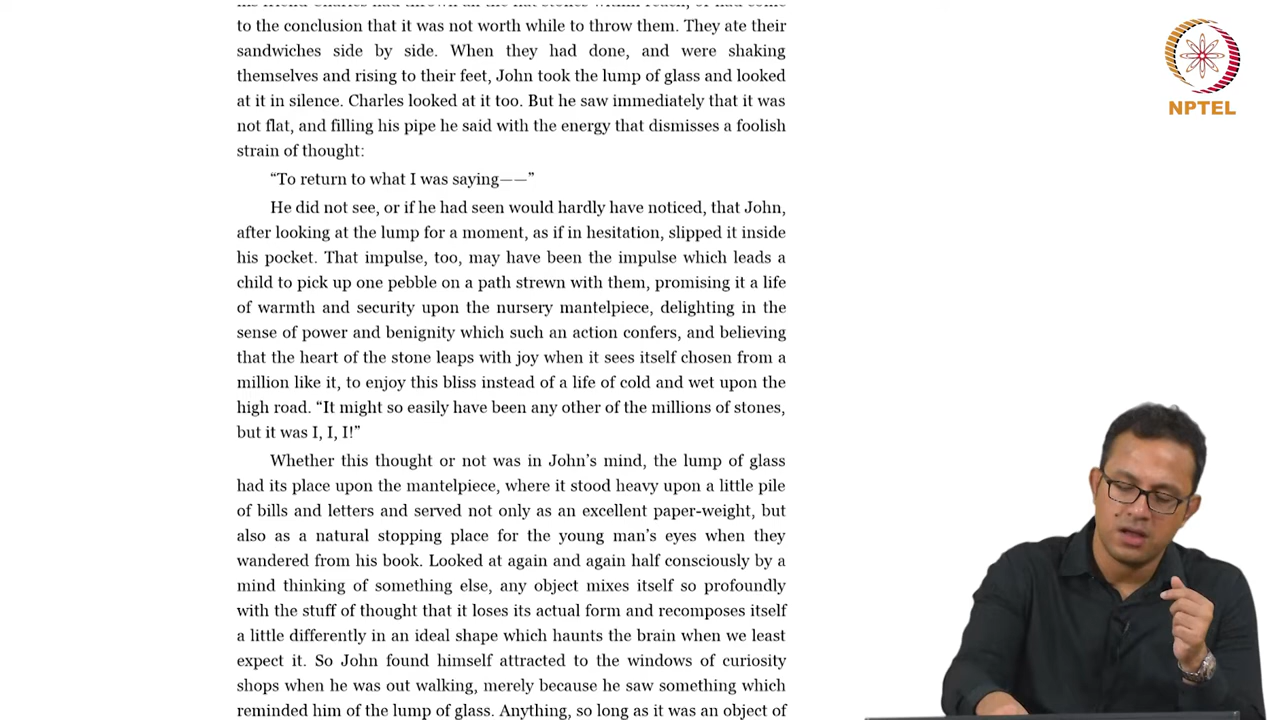 to the conclusion that it was not worth while to throw them. They ate their
sandwiches side by side. When they had done, and were shaking
themselves and rising to their feet, John took the lump of glass and looked
at it in silence. Charles looked at it too. But he saw immediately that it was
not flat, and filling his pipe he said with the energy that dismisses a foolish
strain of thought:
“To return to what I was saying——”
He did not see, or if he had seen would hardly have noticed, that John,
after looking at the lump for a moment, as if in hesitation, slipped it inside
his pocket. That impulse, too, may have been the impulse which leads a
child to pick up one pebble on a path strewn with them, promising it a life
of warmth and security upon the nursery mantelpiece, delighting in the
sense of power and benignity which such an action confers, and believing
that the heart of the stone leaps with joy when it sees itself chosen from a
million like it, to enjoy this bliss instead of a life of cold and wet upon the
high road. “It might so easily have been any other of the millions of stones,
but it was I, I, I!”
Whether this thought or not was in John’s mind, the lump of glass
had its place upon the mantelpiece, where it stood heavy upon a little pile
of bills and letters and served not only as an excellent paper-weight, but
also as a natural stopping place for the young man’s eyes when they
wandered from his book. Looked at again and again half consciously by a
mind thinking of something else, any object mixes itself so profoundly
with the stuff of thought that it loses its actual form and recomposes itself
a little differently in an ideal shape which haunts the brain when we least
expect it. So John found himself attracted to the windows of curiosity
shops when he was out walking, merely because he saw something which
reminded him of the lump of glass. Anything, so long as it was an object of
NPTEL